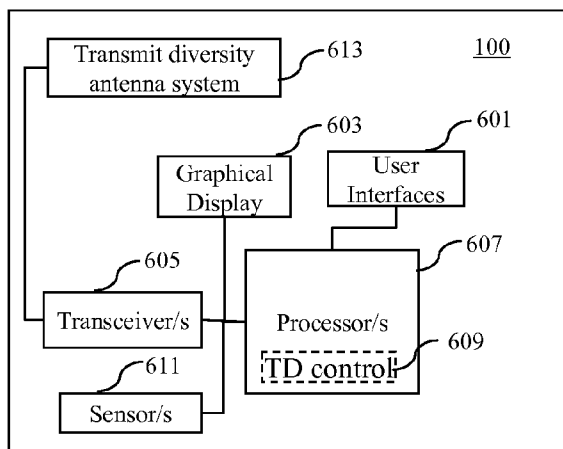 Transmit diversity
antenna system
613
100
603
601
Graphical
Display
User
Interfaces
605
607
Transceiver/s
Processor/s
609
TD control
611
Sensor/s